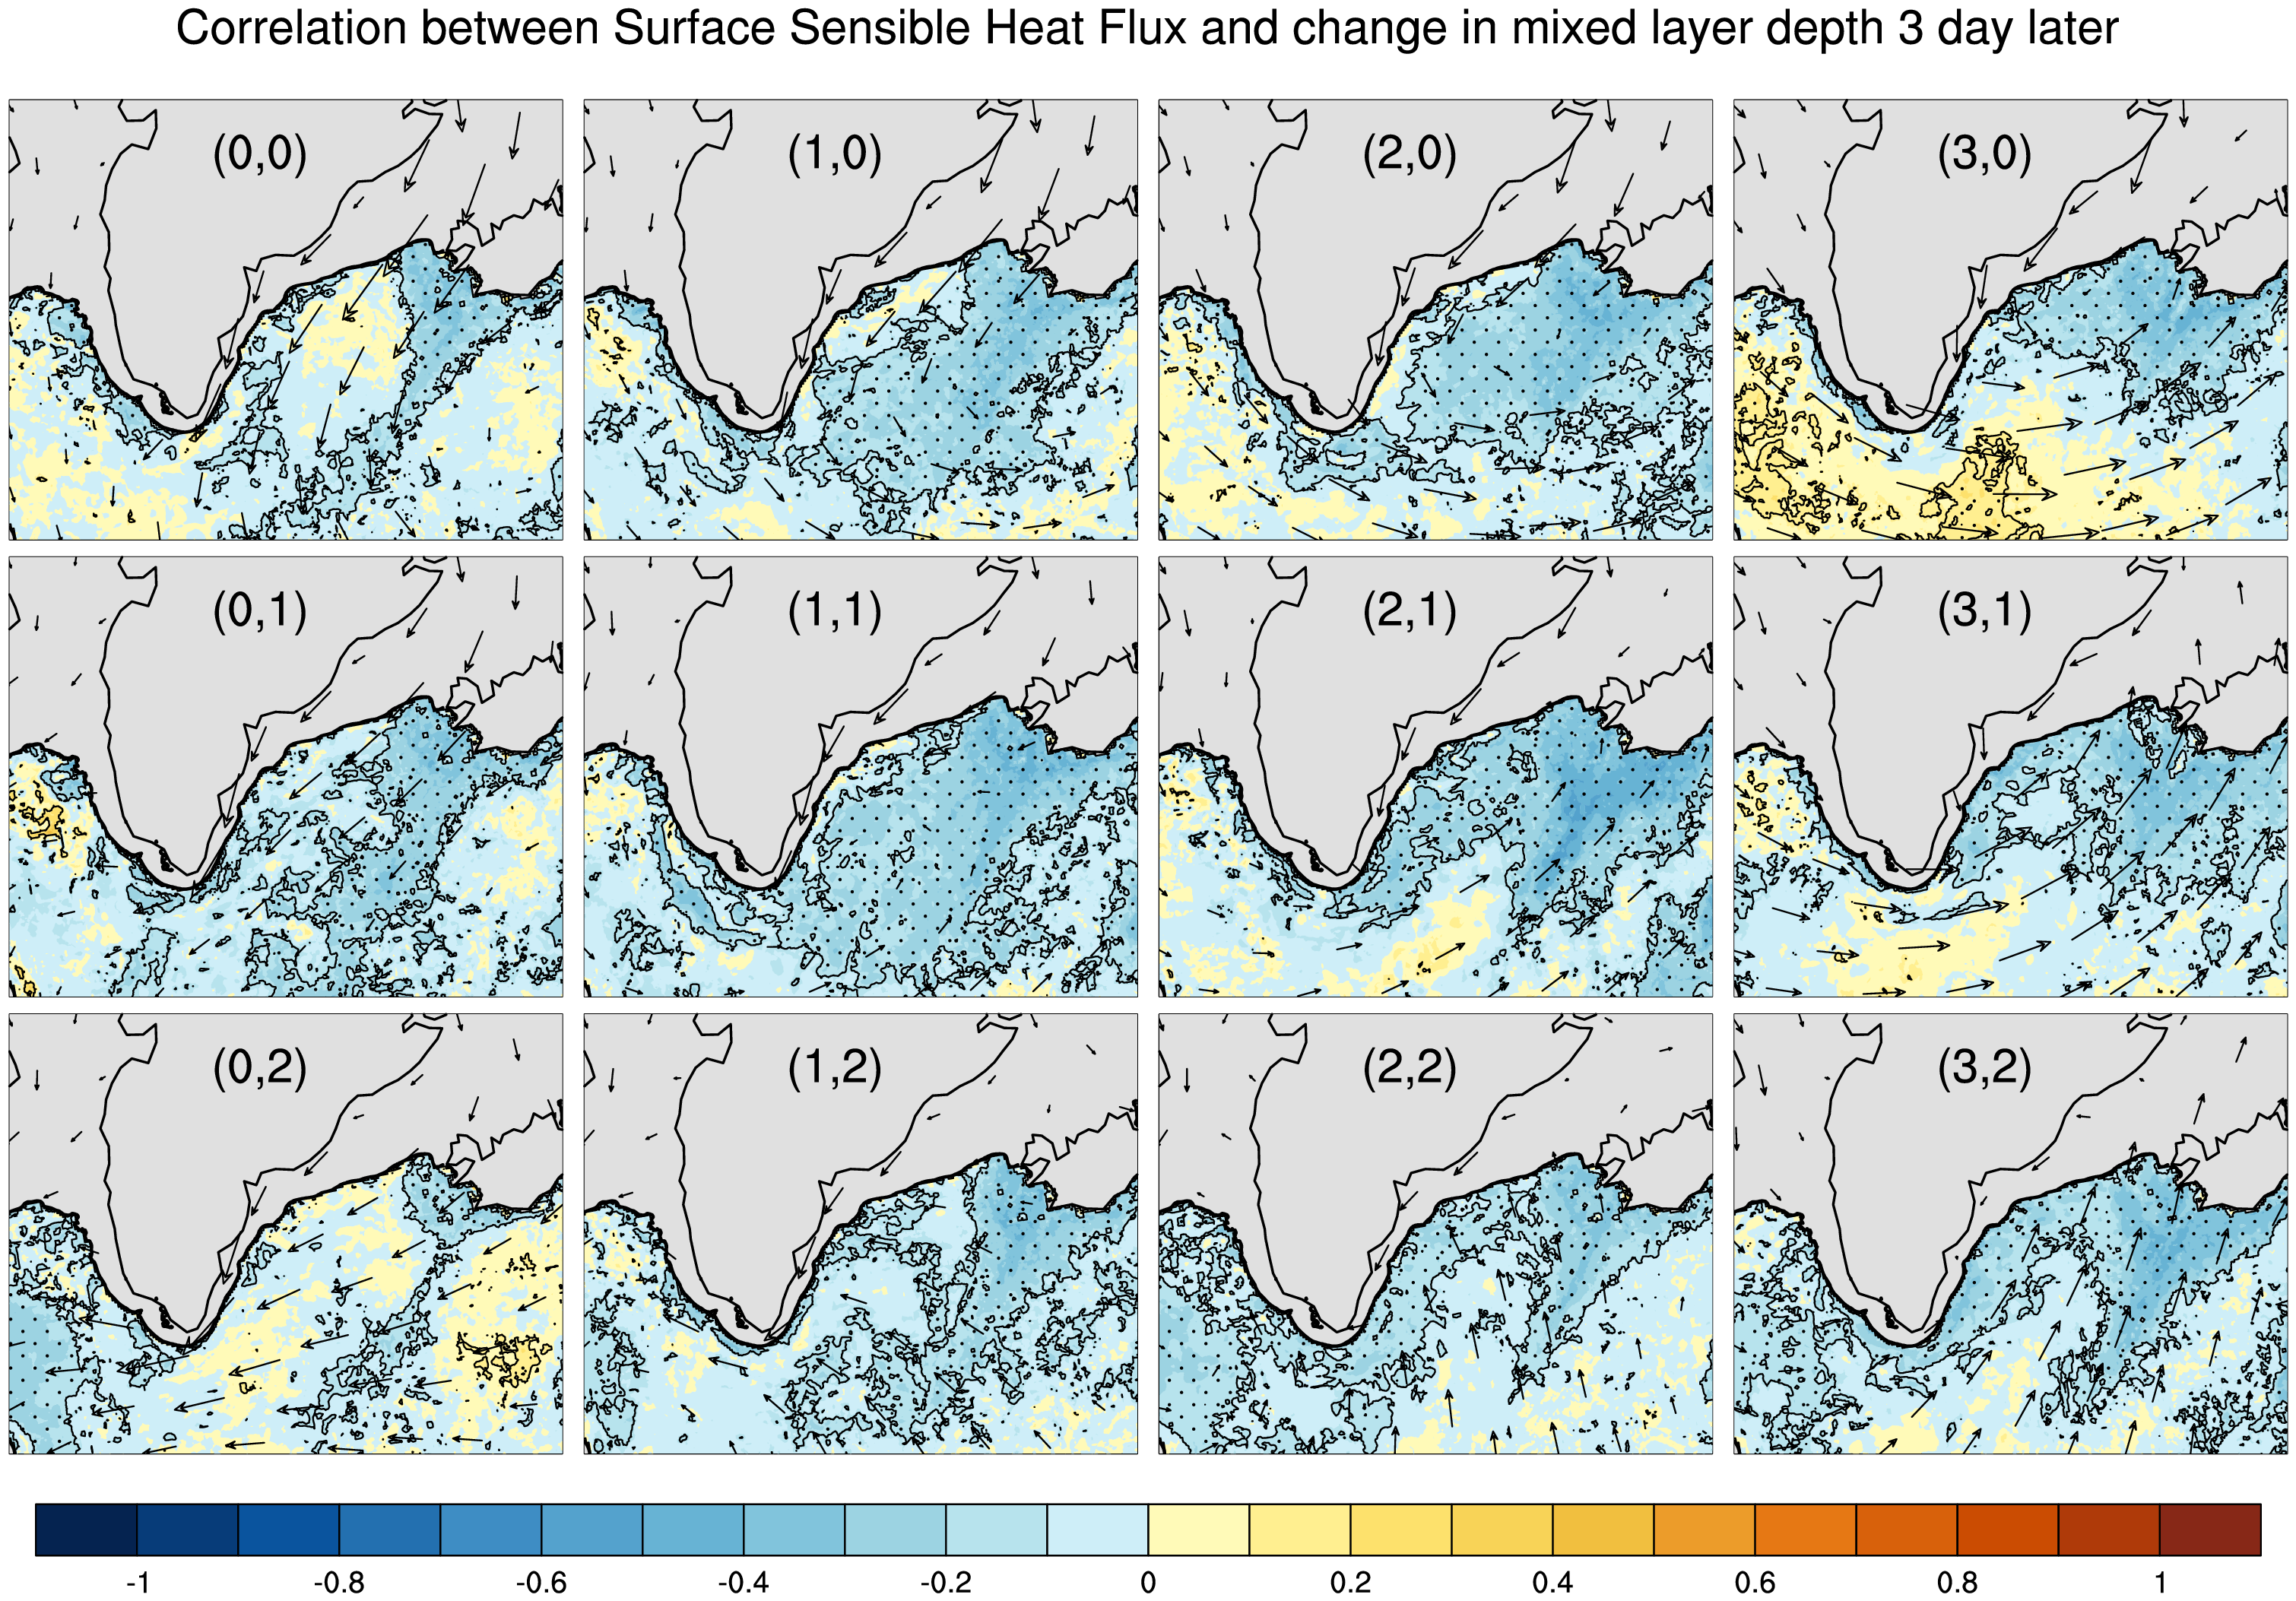 Correlation between Surface Sensible Heat Flux and change in mixed layer depth 3 day later
(0,0) (1,0) (2,0) (3,0)
(0,1) (1,1) (2,1) (3,1)
(0,2) (1,2) (2,2) (3,2)
-1 -0.8 -0.6 -0.4 -0.2 0 0.2 0.4 0.6 0.8 1